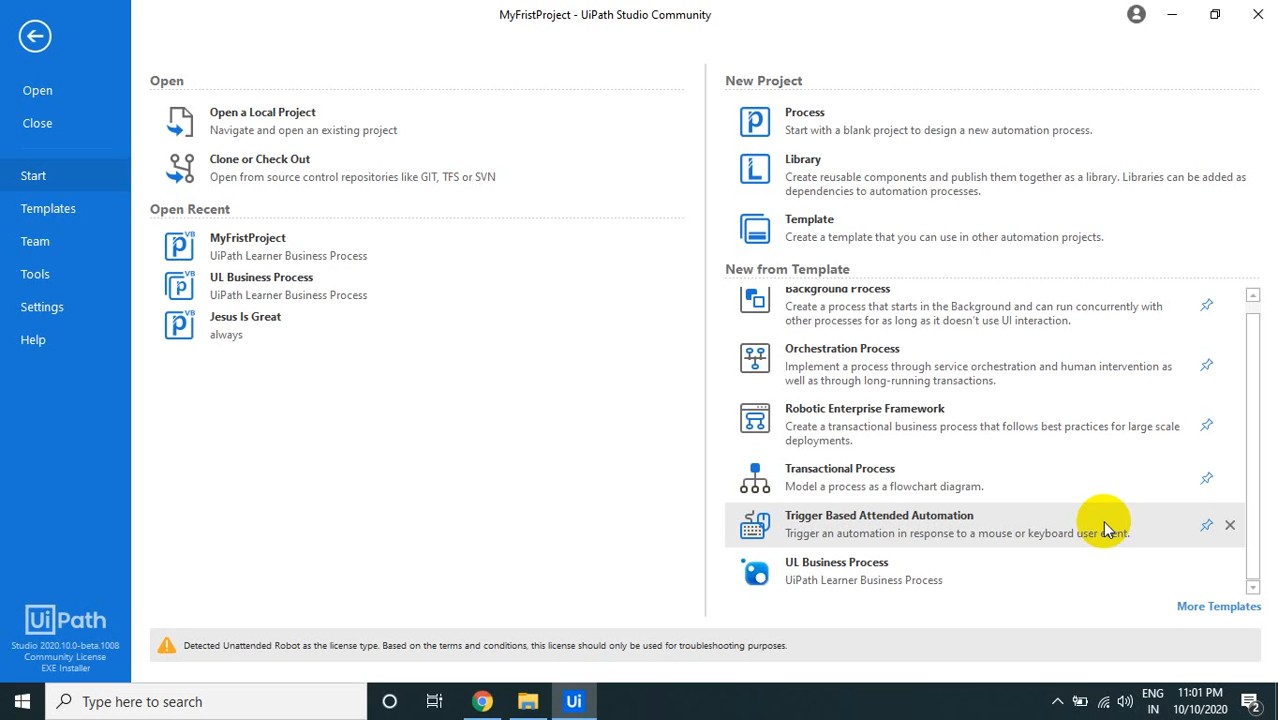 MyFristProject - UiPath Studio Community
Open
Close
Start
Templates
Team
Tools
Settings
Help
UiPath
Studio 2020.10.0-beta.1008
Community License
EXE Installer
Open
Open a Local Project
Navigate and open an existing project
Clone or Check Out
Open from source control repositories like GIT, TFS or SVN
Open Recent
MyFristProject
UiPath Learner Business Process
UL Business Process
UiPath Learner Business Process
Jesus Is Great
always
New Project
Process
Start with a blank project to design a new automation process.
Library
Create reusable components and publish them together as a library. Libraries can be added as
dependencies to automation processes.
Template
Create a template that you can use in other automation projects.
New from Template
Background Process
Create a process that starts in the Background and can run concurrently with
other processes for as long as it doesn't use UI interaction.
Orchestration Process
Implement a process through service orchestration and human intervention as
well as through long-running transactions.
Robotic Enterprise Framework
Create a transactional business process that follows best practices for large scale
deployments.
Transactional Process
Model a process as a flowchart diagram.
Trigger Based Attended Automation
Trigger an automation in response to a mouse or keyboard user event.
UL Business Process
UiPath Learner Business Process
More Templates
Detected Unattended Robot as the license type. Based on the terms and conditions, this license should only be used for troubleshooting purposes.
Type here to search
Ui
ENG
IN
11:01 PM
10/10/2020
2